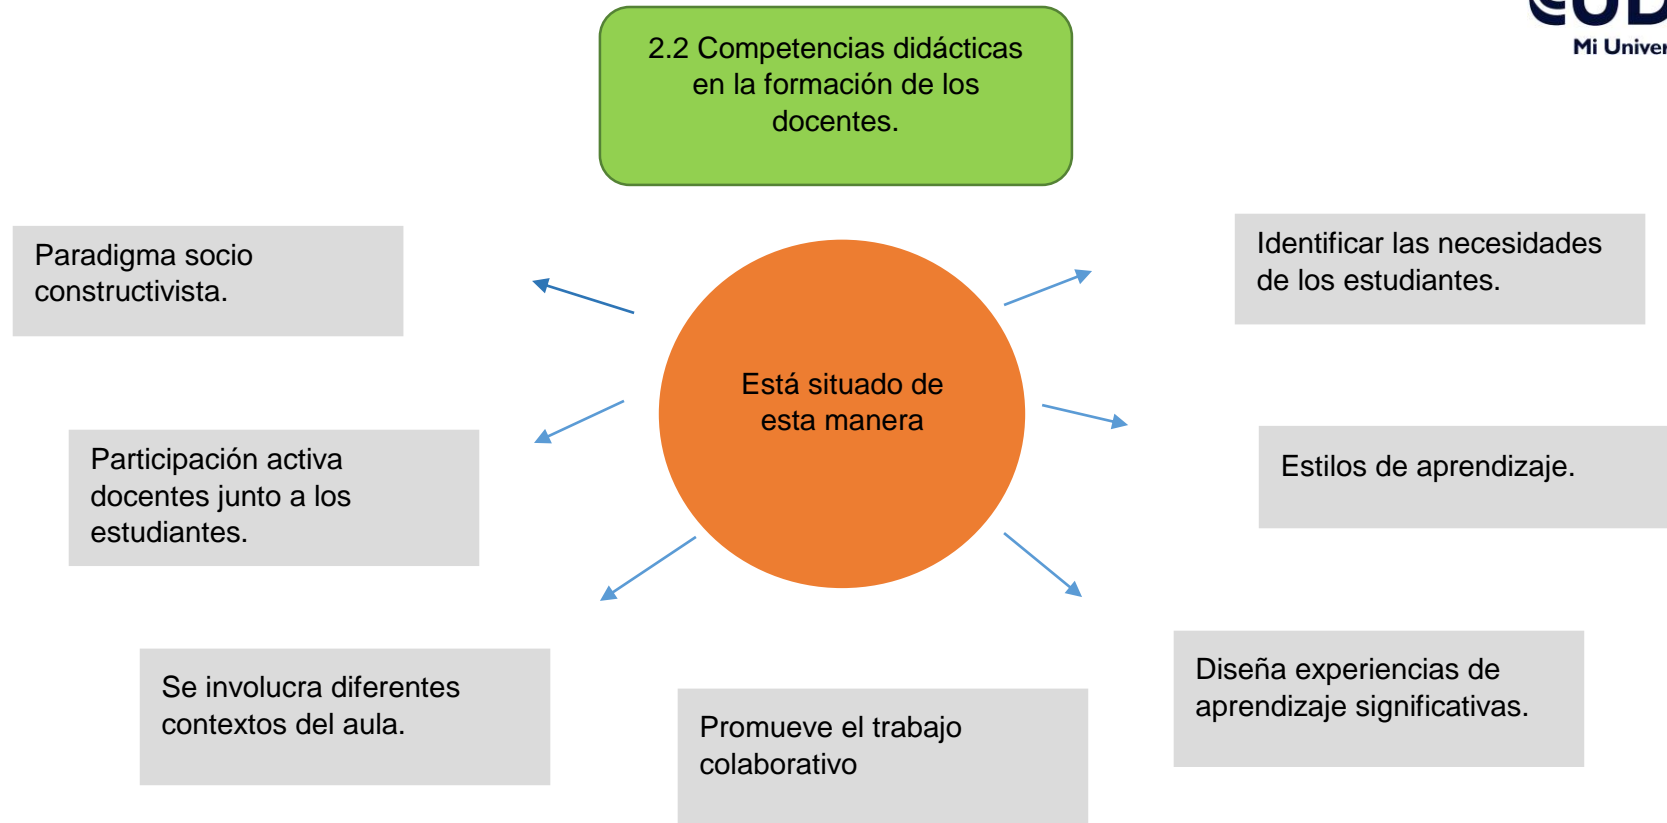 Mi Univer
2.2 Competencias didácticas
en la formación de los
docentes.
Paradigma socio
constructivista.
Identificar las necesidades
de los estudiantes.
Está situado de
esta manera
Participación activa
docentes junto a los
estudiantes.
Estilos de aprendizaje.
Se involucra diferentes
contextos del aula.
Promueve el trabajo
colaborativo
Diseña experiencias de
aprendizaje significativas.